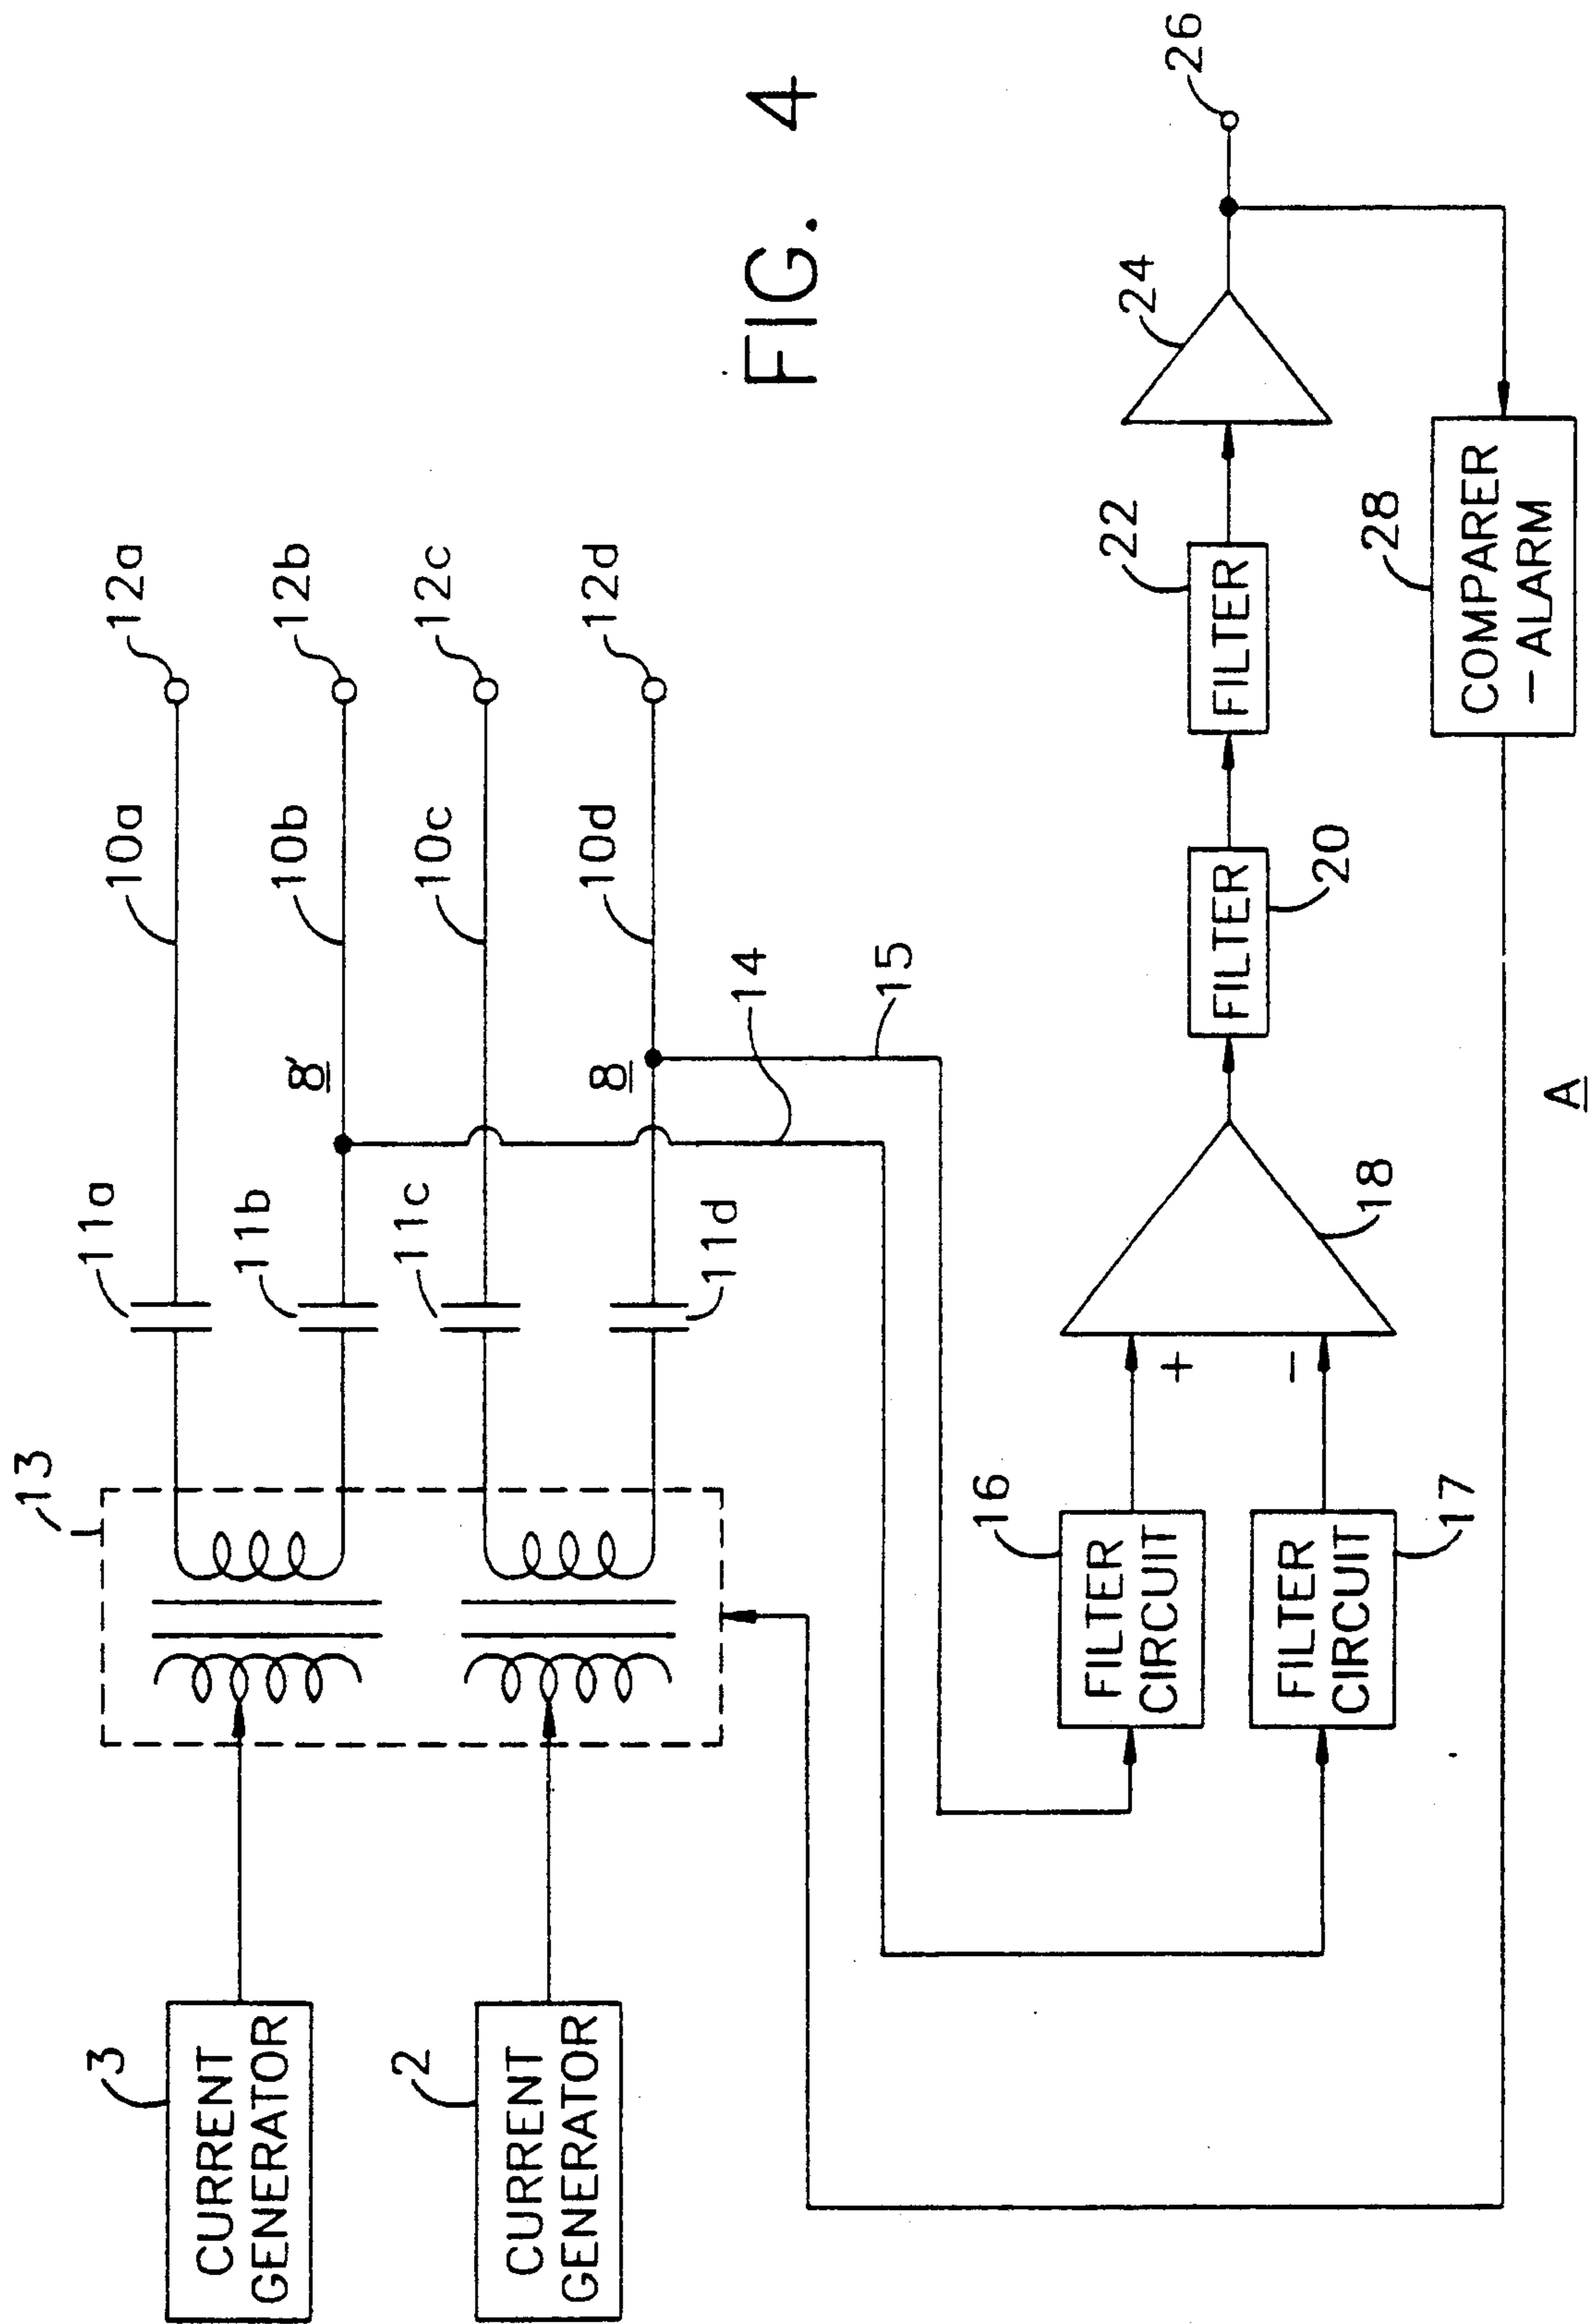 FIG. 4
13
11a
10a
12a
3
CURRENT
GENERATOR
11b
8'
10b
12b
11c
10c
12c
2
CURRENT
GENERATOR
11d
8
10d
12d
14
15
16
FILTER
CIRCUIT
+
18
FILTER
20
FILTER
22
24
26
FILTER
CIRCUIT
17
−
28
COMPARER
−ALARM
A